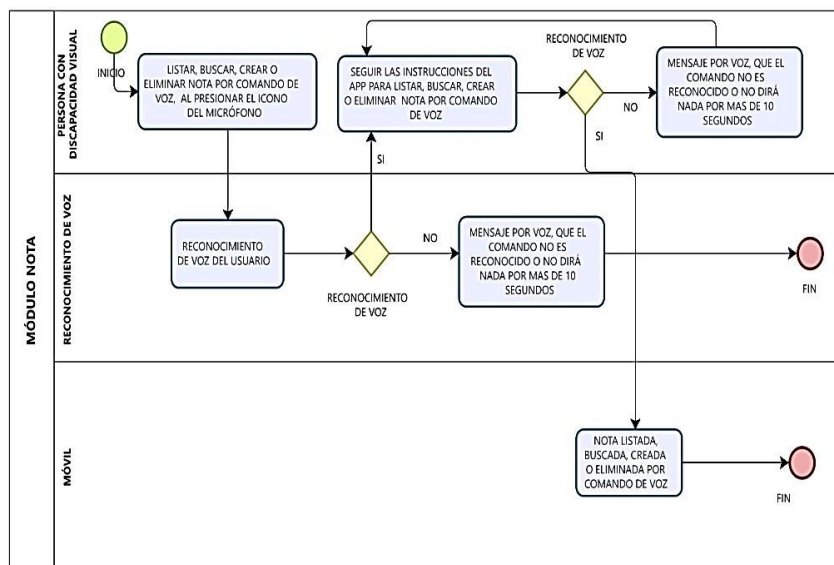 MÓDULO NOTA
PERSONA CON
DISCAPACIDAD VISUAL
INICIO
LISTAR, BUSCAR, CREAR O
ELIMINAR NOTA POR COMANDO DE
VOZ, AL PRESIONAR EL ICONO
DEL MICRÓFONO
SEGUIR LAS INSTRUCCIONES DEL
APP PARA LISTAR, BUSCAR, CREAR
O ELIMINAR NOTA POR COMANDO
DE VOZ
RECONOCIMIENTO
DE VOZ
NO
SI
MENSAJE POR VOZ, QUE EL
COMANDO NO ES
RECONOCIDO O NO DIRÁ
NADA POR MAS DE 10
SEGUNDOS
SI
RECONOCIMIENTO DE VOZ
RECONOCIMIENTO
DE VOZ DEL USUARIO
RECONOCIMIENTO
DE VOZ
NO
MENSAJE POR VOZ, QUE EL
COMANDO NO ES
RECONOCIDO O NO DIRÁ
NADA POR MAS DE 10
SEGUNDOS
FIN
MÓVIL
NOTA LISTADA,
BUSCADA, CREADA
O ELIMINADA POR
COMANDO DE VOZ
FIN